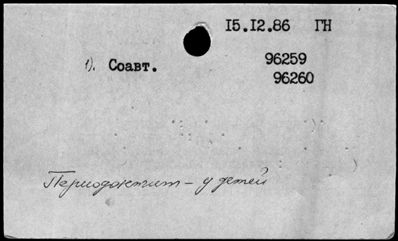 15.12.86 ГН
1). Соавт. 96259
96260
Периодонтит – у детей